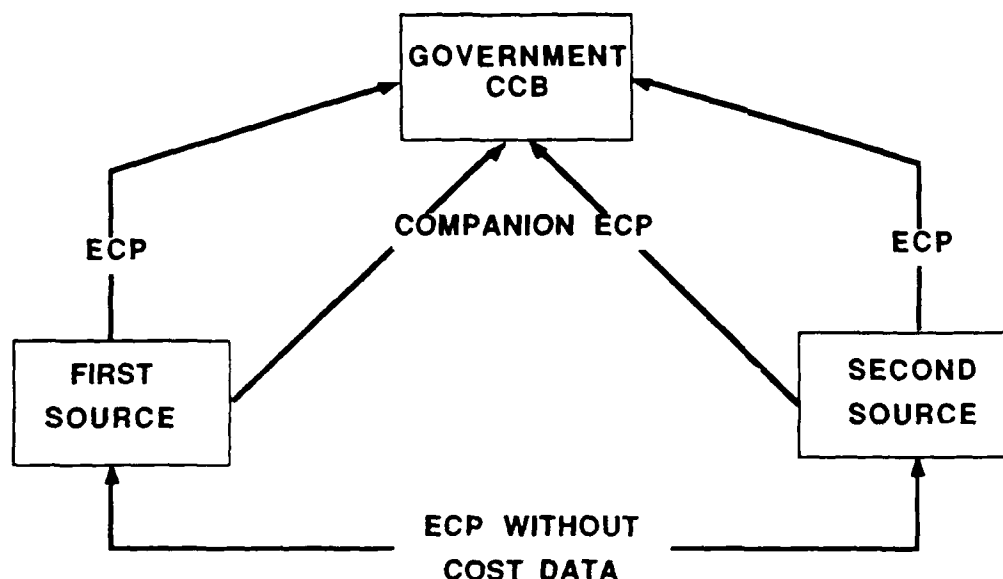 GOVERNMENT
CCB
COMPANION ECP
ECP
ECP
FIRST
SOURCE
SECOND
SOURCE
ECP WITHOUT
COST DATA